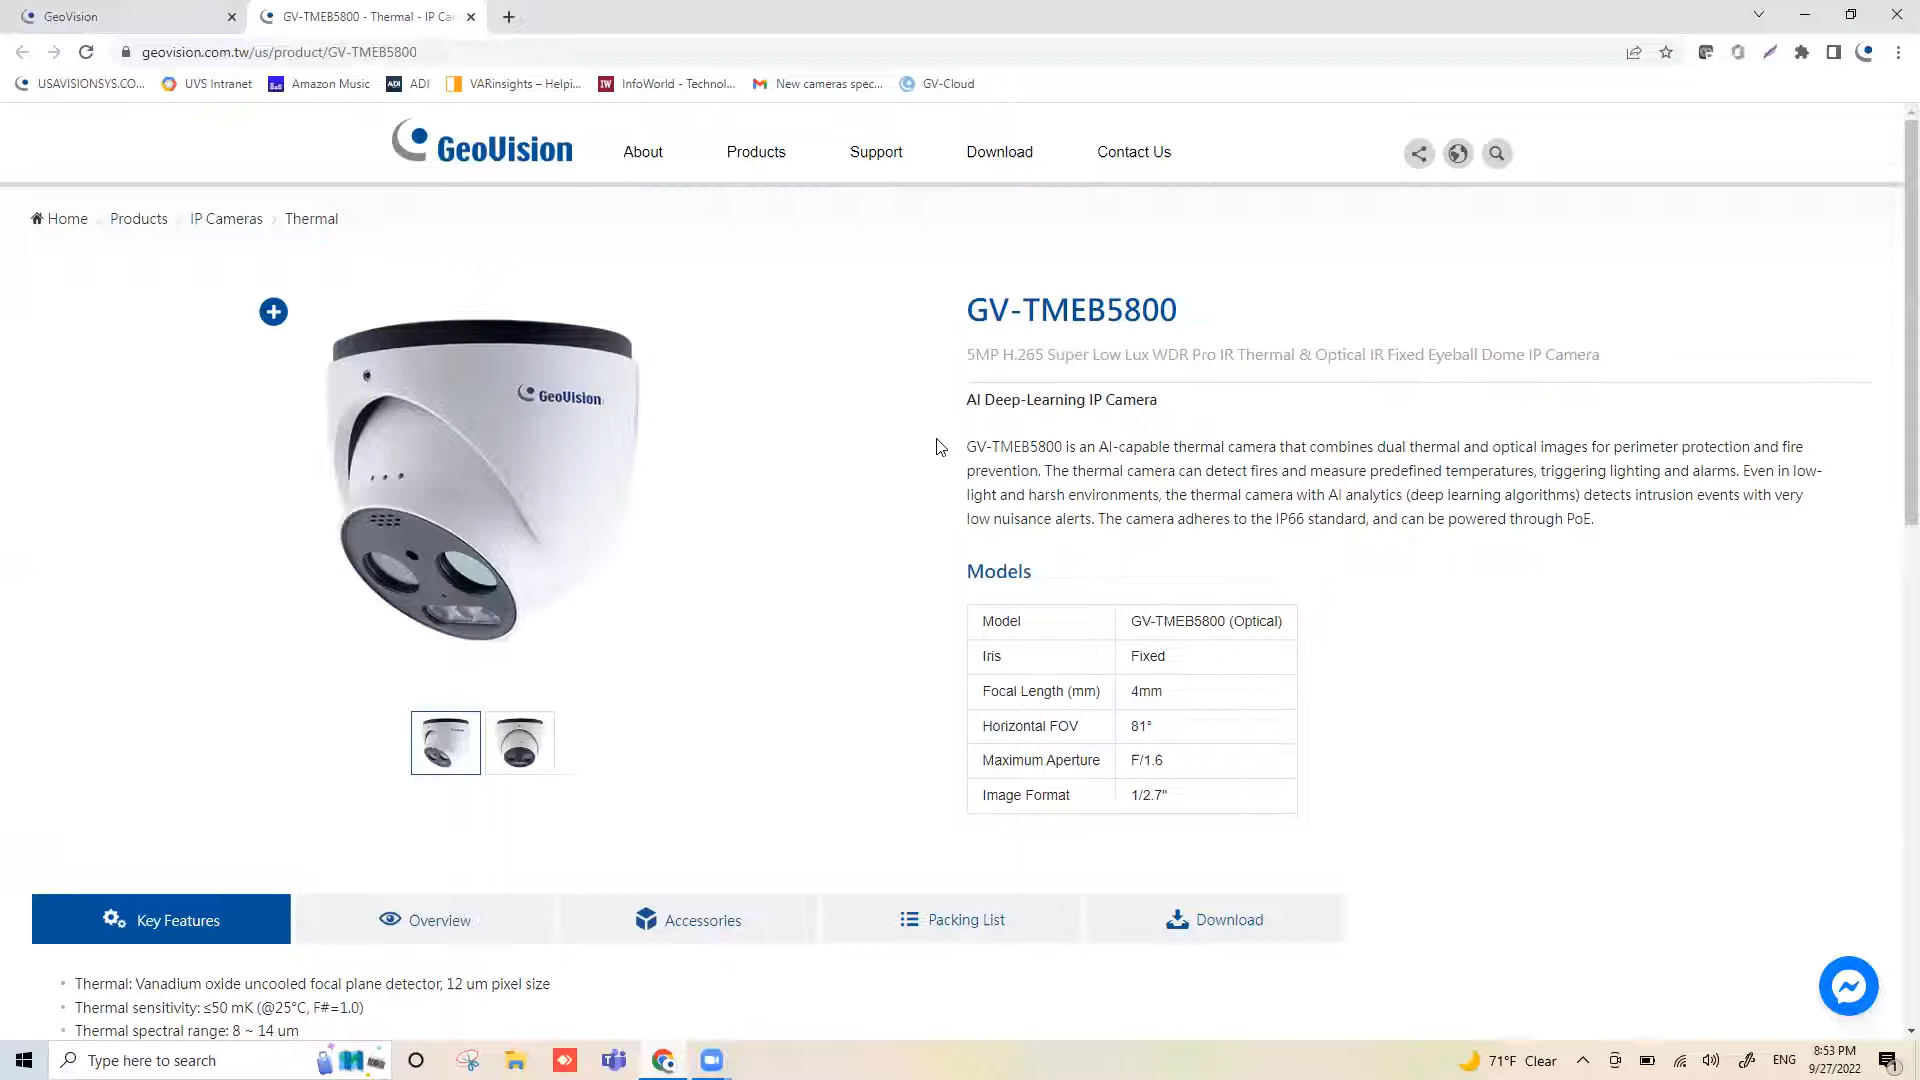 GeoVision
GV-TMEB5800 - Thermal - IP Ca
geovision.com.tw/us/product/GV-TMEB5800
USAVISIONSYS.CO...
UVS Intranet
Amazon Music
ADI
ADI
VARinsights – Helpi...
IW
InfoWorld - Technol...
New cameras spec...
GV-Cloud
GeoVision
About
Products
Support
Download
Contact Us
Home
Products
IP Cameras
Thermal
GeoVision
GV-TMEB5800
5MP H.265 Super Low Lux WDR Pro IR Thermal & Optical IR Fixed Eyeball Dome IP Camera
AI Deep-Learning IP Camera
GV-TMEB5800 is an AI-capable thermal camera that combines dual thermal and optical images for perimeter protection and fire
prevention. The thermal camera can detect fires and measure predefined temperatures, triggering lighting and alarms. Even in low-
light and harsh environments, the thermal camera with AI analytics (deep learning algorithms) detects intrusion events with very
low nuisance alerts. The camera adheres to the IP66 standard, and can be powered through PoE.
Models
Model GV-TMEB5800 (Optical)
Iris Fixed
Focal Length (mm) 4mm
Horizontal FOV 81°
Maximum Aperture F/1.6
Image Format 1/2.7"
Key Features
Overview
Accessories
Packing List
Download
Thermal: Vanadium oxide uncooled focal plane detector, 12 um pixel size
Thermal sensitivity: ≤50 mK (@25°C, F#=1.0)
Thermal spectral range: 8 ~ 14 um
Type here to search
71°F Clear
ENG
8:53 PM
9/27/2022
1